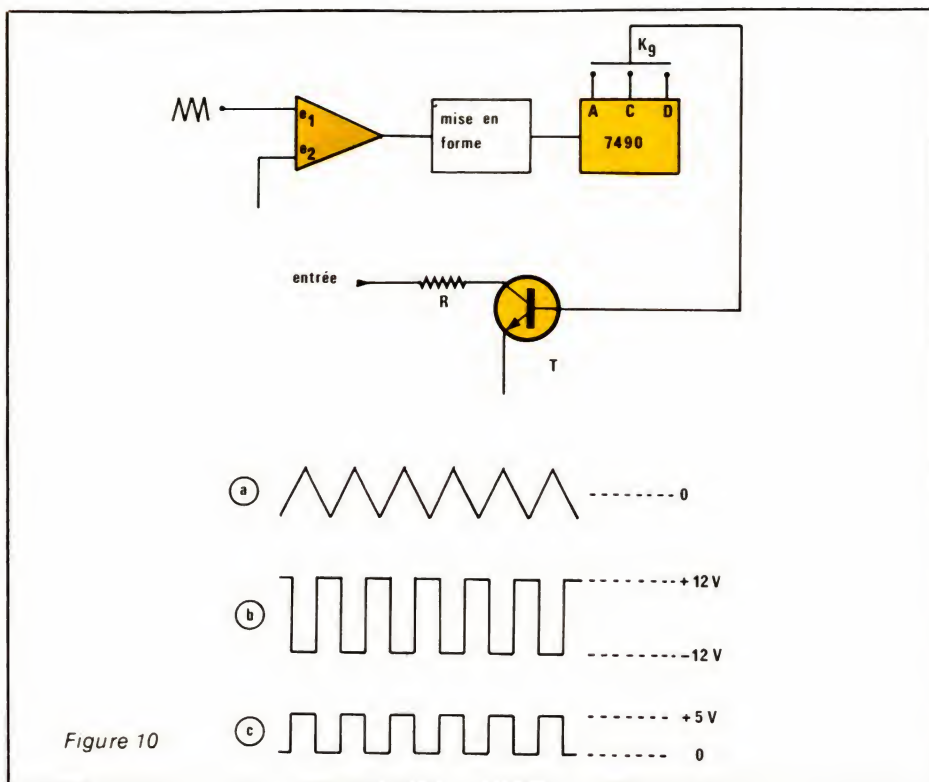 K9
e1
e2
mise en
forme
A C D
7490
entrée
R
T
a
0
b
+ 12 V
-12 V
c
+ 5 V
0
Figure 10